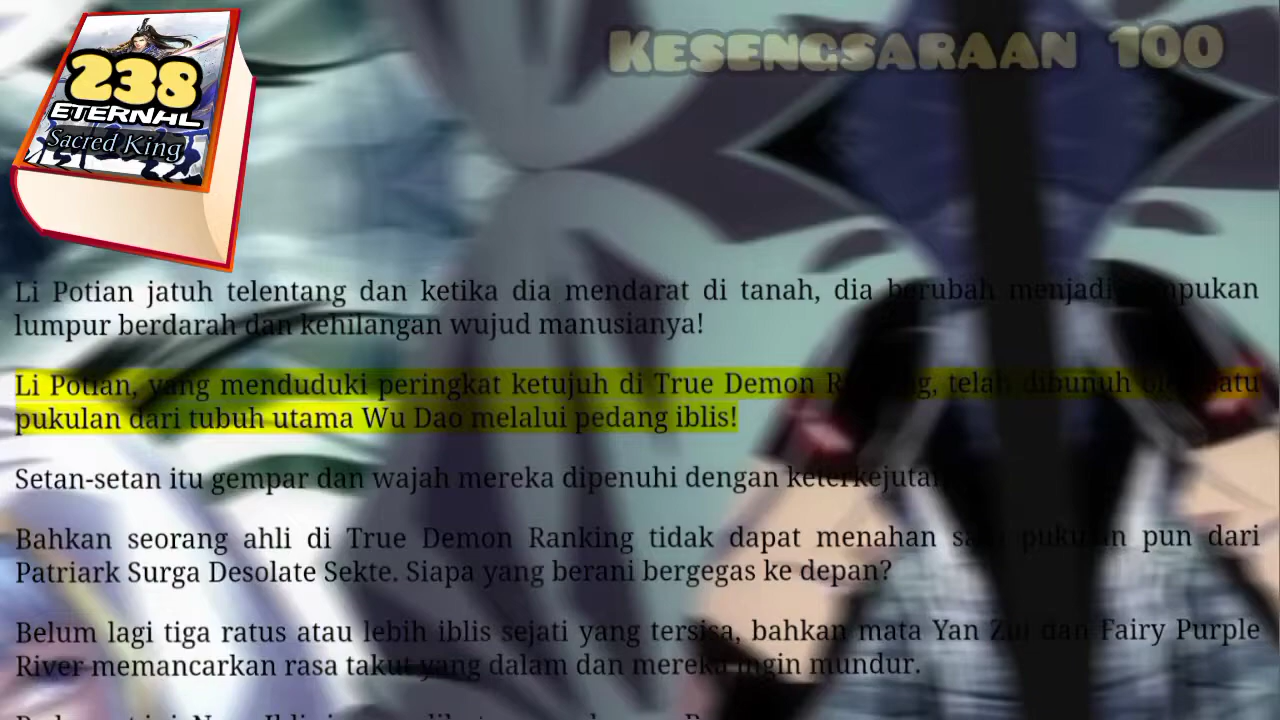 KESENGSARAAN 100
238
ETERNAL
Sacred King
Li Potian jatuh telentang dan ketika dia mendarat di tanah, dia berubah menjadi
lumpur berdarah dan kehilangan wujud manusianya!
Li Potian, yang menduduki peringkat ketujuh di True Demon Ranking, telah dibunuh
pukulan dari tubuh utama Wu Dao melalui pedang iblis!
Setan-setan itu gempar dan wajah mereka dipenuhi dengan keterkejutan
Bahkan seorang ahli di True Demon Ranking tidak dapat menahan satu pukulan pun dari
Patriark Surga Desolate Sekte. Siapa yang berani bergegas ke depan?
Belum lagi tiga ratus atau lebih iblis sejati yang tersisa, bahkan mata Yan Zui dan Fairy Purple
River memancarkan rasa takut yang dalam dan mereka ingin mundur.